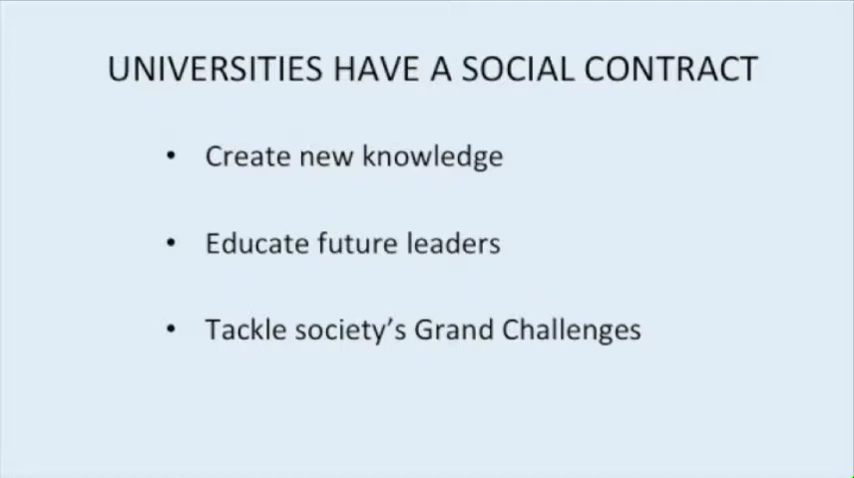 UNIVERSITIES HAVE A SOCIAL CONTRACT
• Create new knowledge
• Educate future leaders
• Tackle society’s Grand Challenges